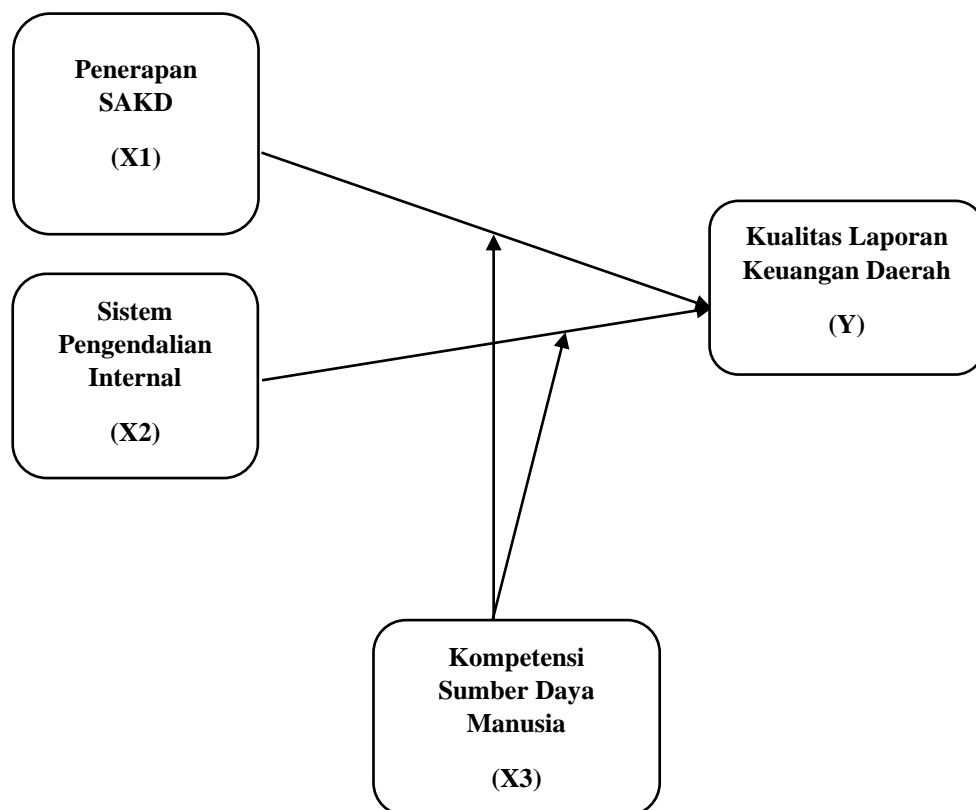 Penerapan
SAKD
(X1)
Sistem
Pengendalian
Internal
(X2)
Kualitas Laporan
Keuangan Daerah
(Y)
Kompetensi
Sumber Daya
Manusia
(X3)